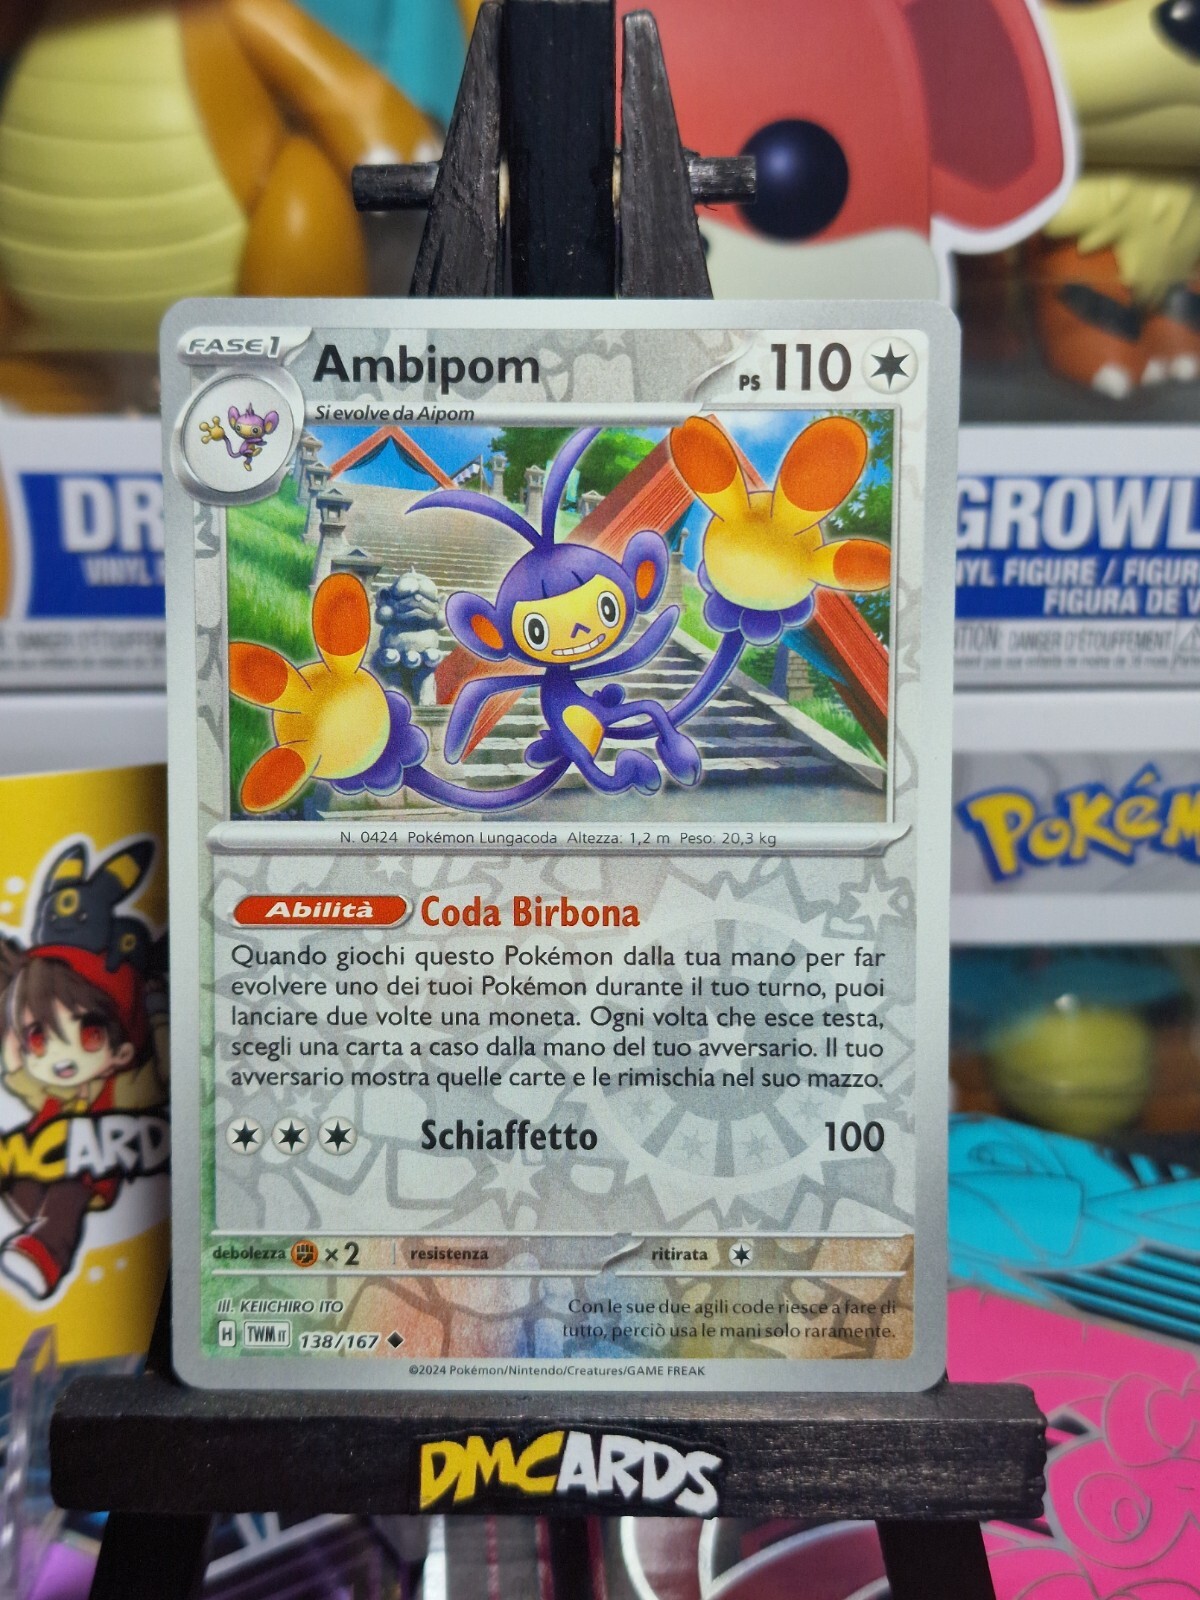 FASE 1
Ambipom
PS 110
Si evolve da Aipom
N. 0424 Pokémon Lungacoda Altezza: 1,2 m Peso: 20,3 kg
Abilità Coda Birbona
Quando giochi questo Pokémon dalla tua mano per far
evolvere uno dei tuoi Pokémon durante il tuo turno, puoi
lanciare due volte una moneta. Ogni volta che esce testa,
scegli una carta a caso dalla mano del tuo avversario. Il tuo
avversario mostra quelle carte e le rimischia nel suo mazzo.
Schiaffetto 100
debolezza ×2 resistenza ritirata
Ill. KEIICHIRO ITO
H TWM IT 138/167
Con le sue due agili code riesce a fare di
tutto, perciò usa le mani solo raramente.
©2024 Pokémon/Nintendo/Creatures/GAME FREAK
DMCARDS
DR
VINYL
GROWL
NYL FIGURE / FIGUR
FIGURA DE V
DANGER D'ÉTOUFFEMENT
Pokém
MCARD